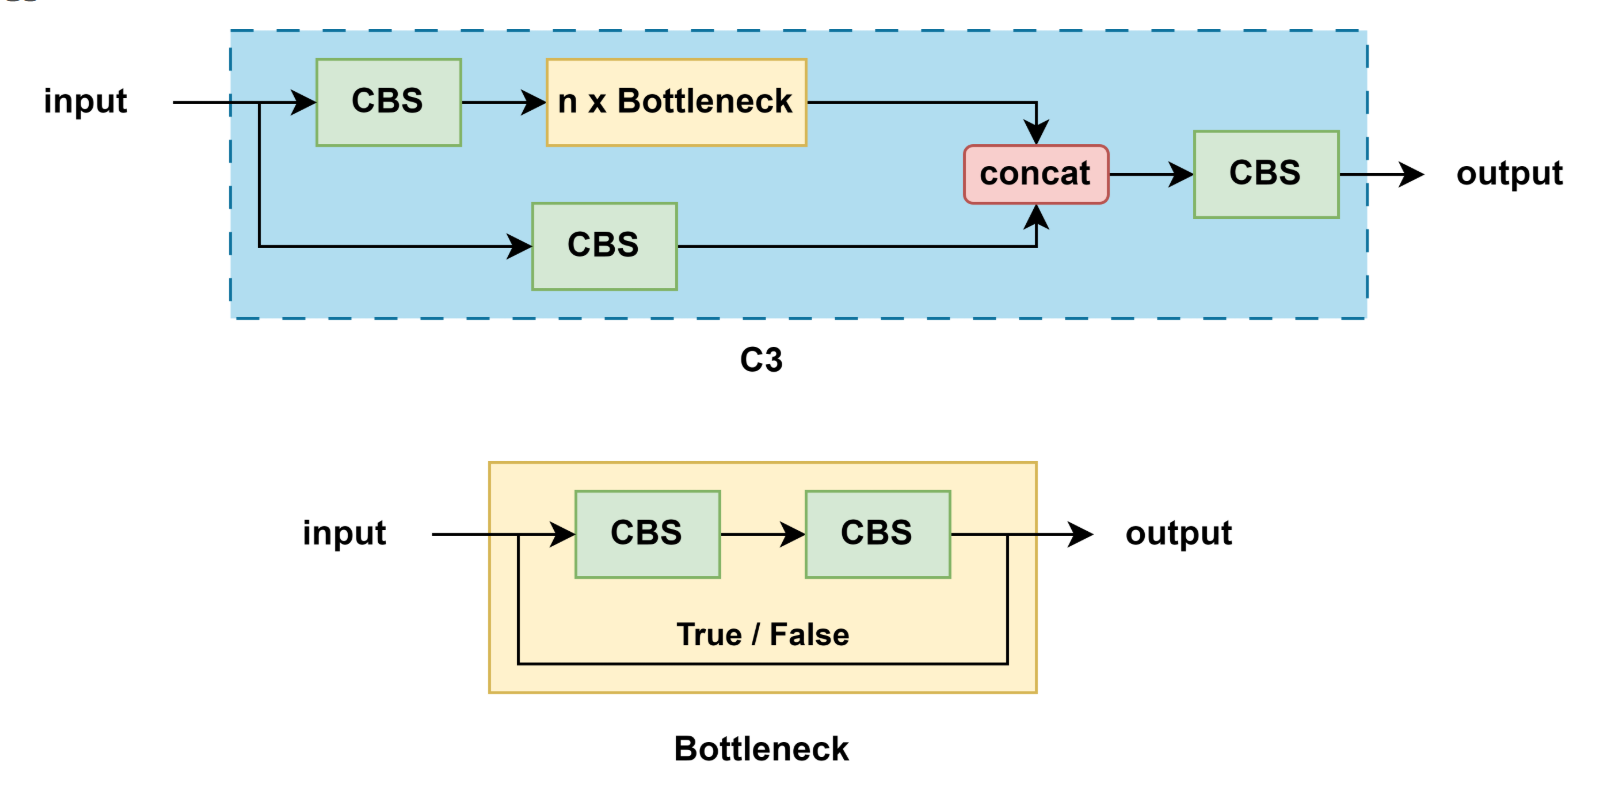 input
CBS
n x Bottleneck
concat
CBS
output
CBS
C3
input
CBS
CBS
output
True / False
Bottleneck